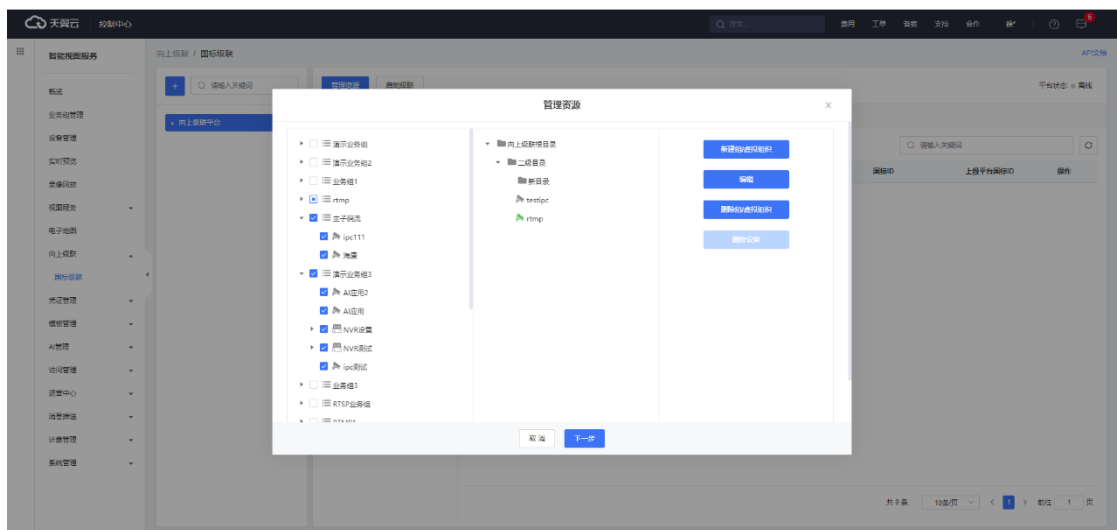 天翼云 控制中心 搜索... 费用 工单 备案 支持 合作 6
智能视图服务 向上级联 / 国标级联 API文档
概述
业务组管理
设备管理
实时预览
录像回放
视图服务
电子地图
向上级联
国标级联
凭证管理
模板管理
AI管理
访问管理
运营中心
消息推送
计费管理
系统管理
+ 请输入关键词 管理资源 启动级联 平台状态: 离线
向上级联平台
请输入关键词
国标ID 上级平台国标ID 操作
管理资源 ×
演示业务组
演示业务组2
业务组1
rtmp
主子码流
ipc111
海康
演示业务组3
AI应用2
AI应用
NVR设置
NVR测试
ipc测试
业务组3
RTSP业务组
RTMP1
向上级联根目录
二级目录
新目录
testipc
rtmp
新建组/虚拟组织
编辑
删除组/虚拟组织
删除设备
取消 下一步
共 0 条 10条/页 < 1 > 前往 1 页